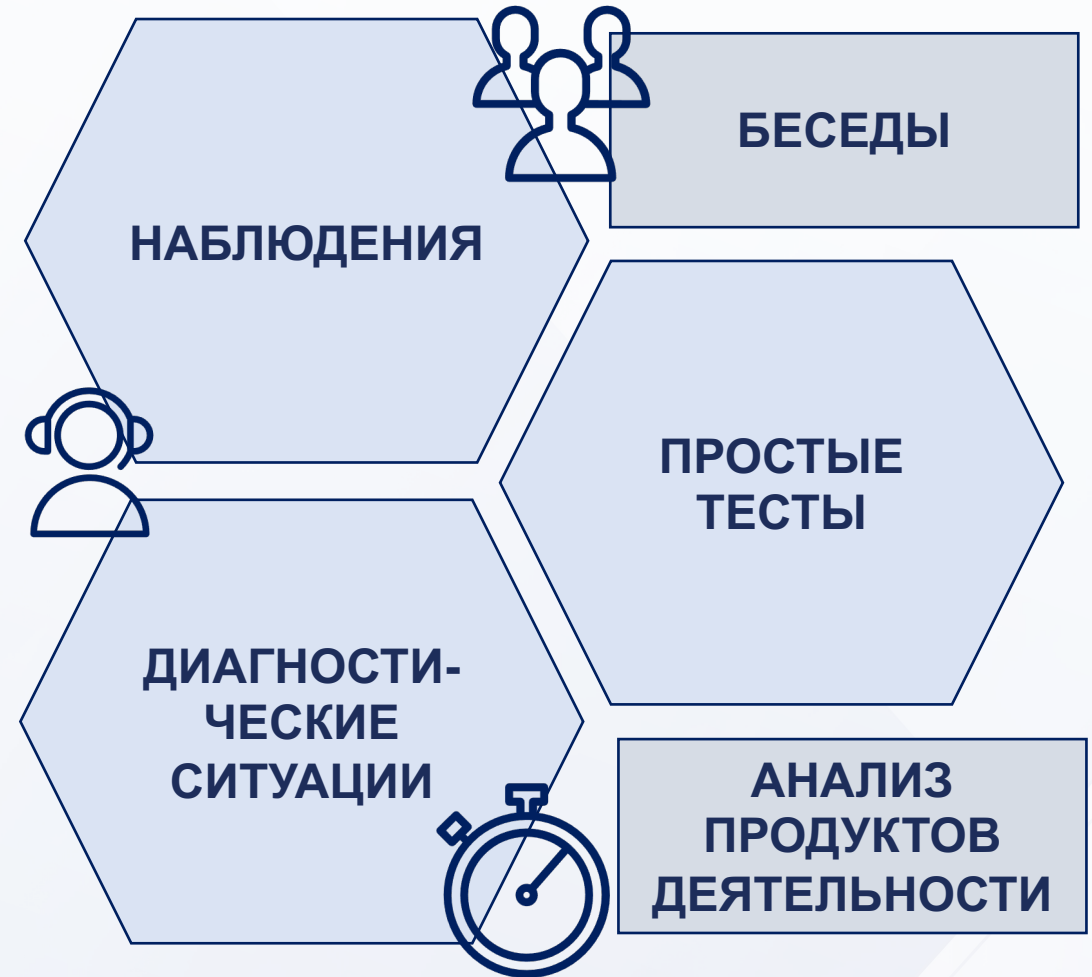 БЕСЕДЫ
НАБЛЮДЕНИЯ
ПРОСТЫЕ
ТЕСТЫ
ДИАГНОСТИ-
ЧЕСКИЕ
СИТУАЦИИ
АНАЛИЗ
ПРОДУКТОВ
ДЕЯТЕЛЬНОСТИ